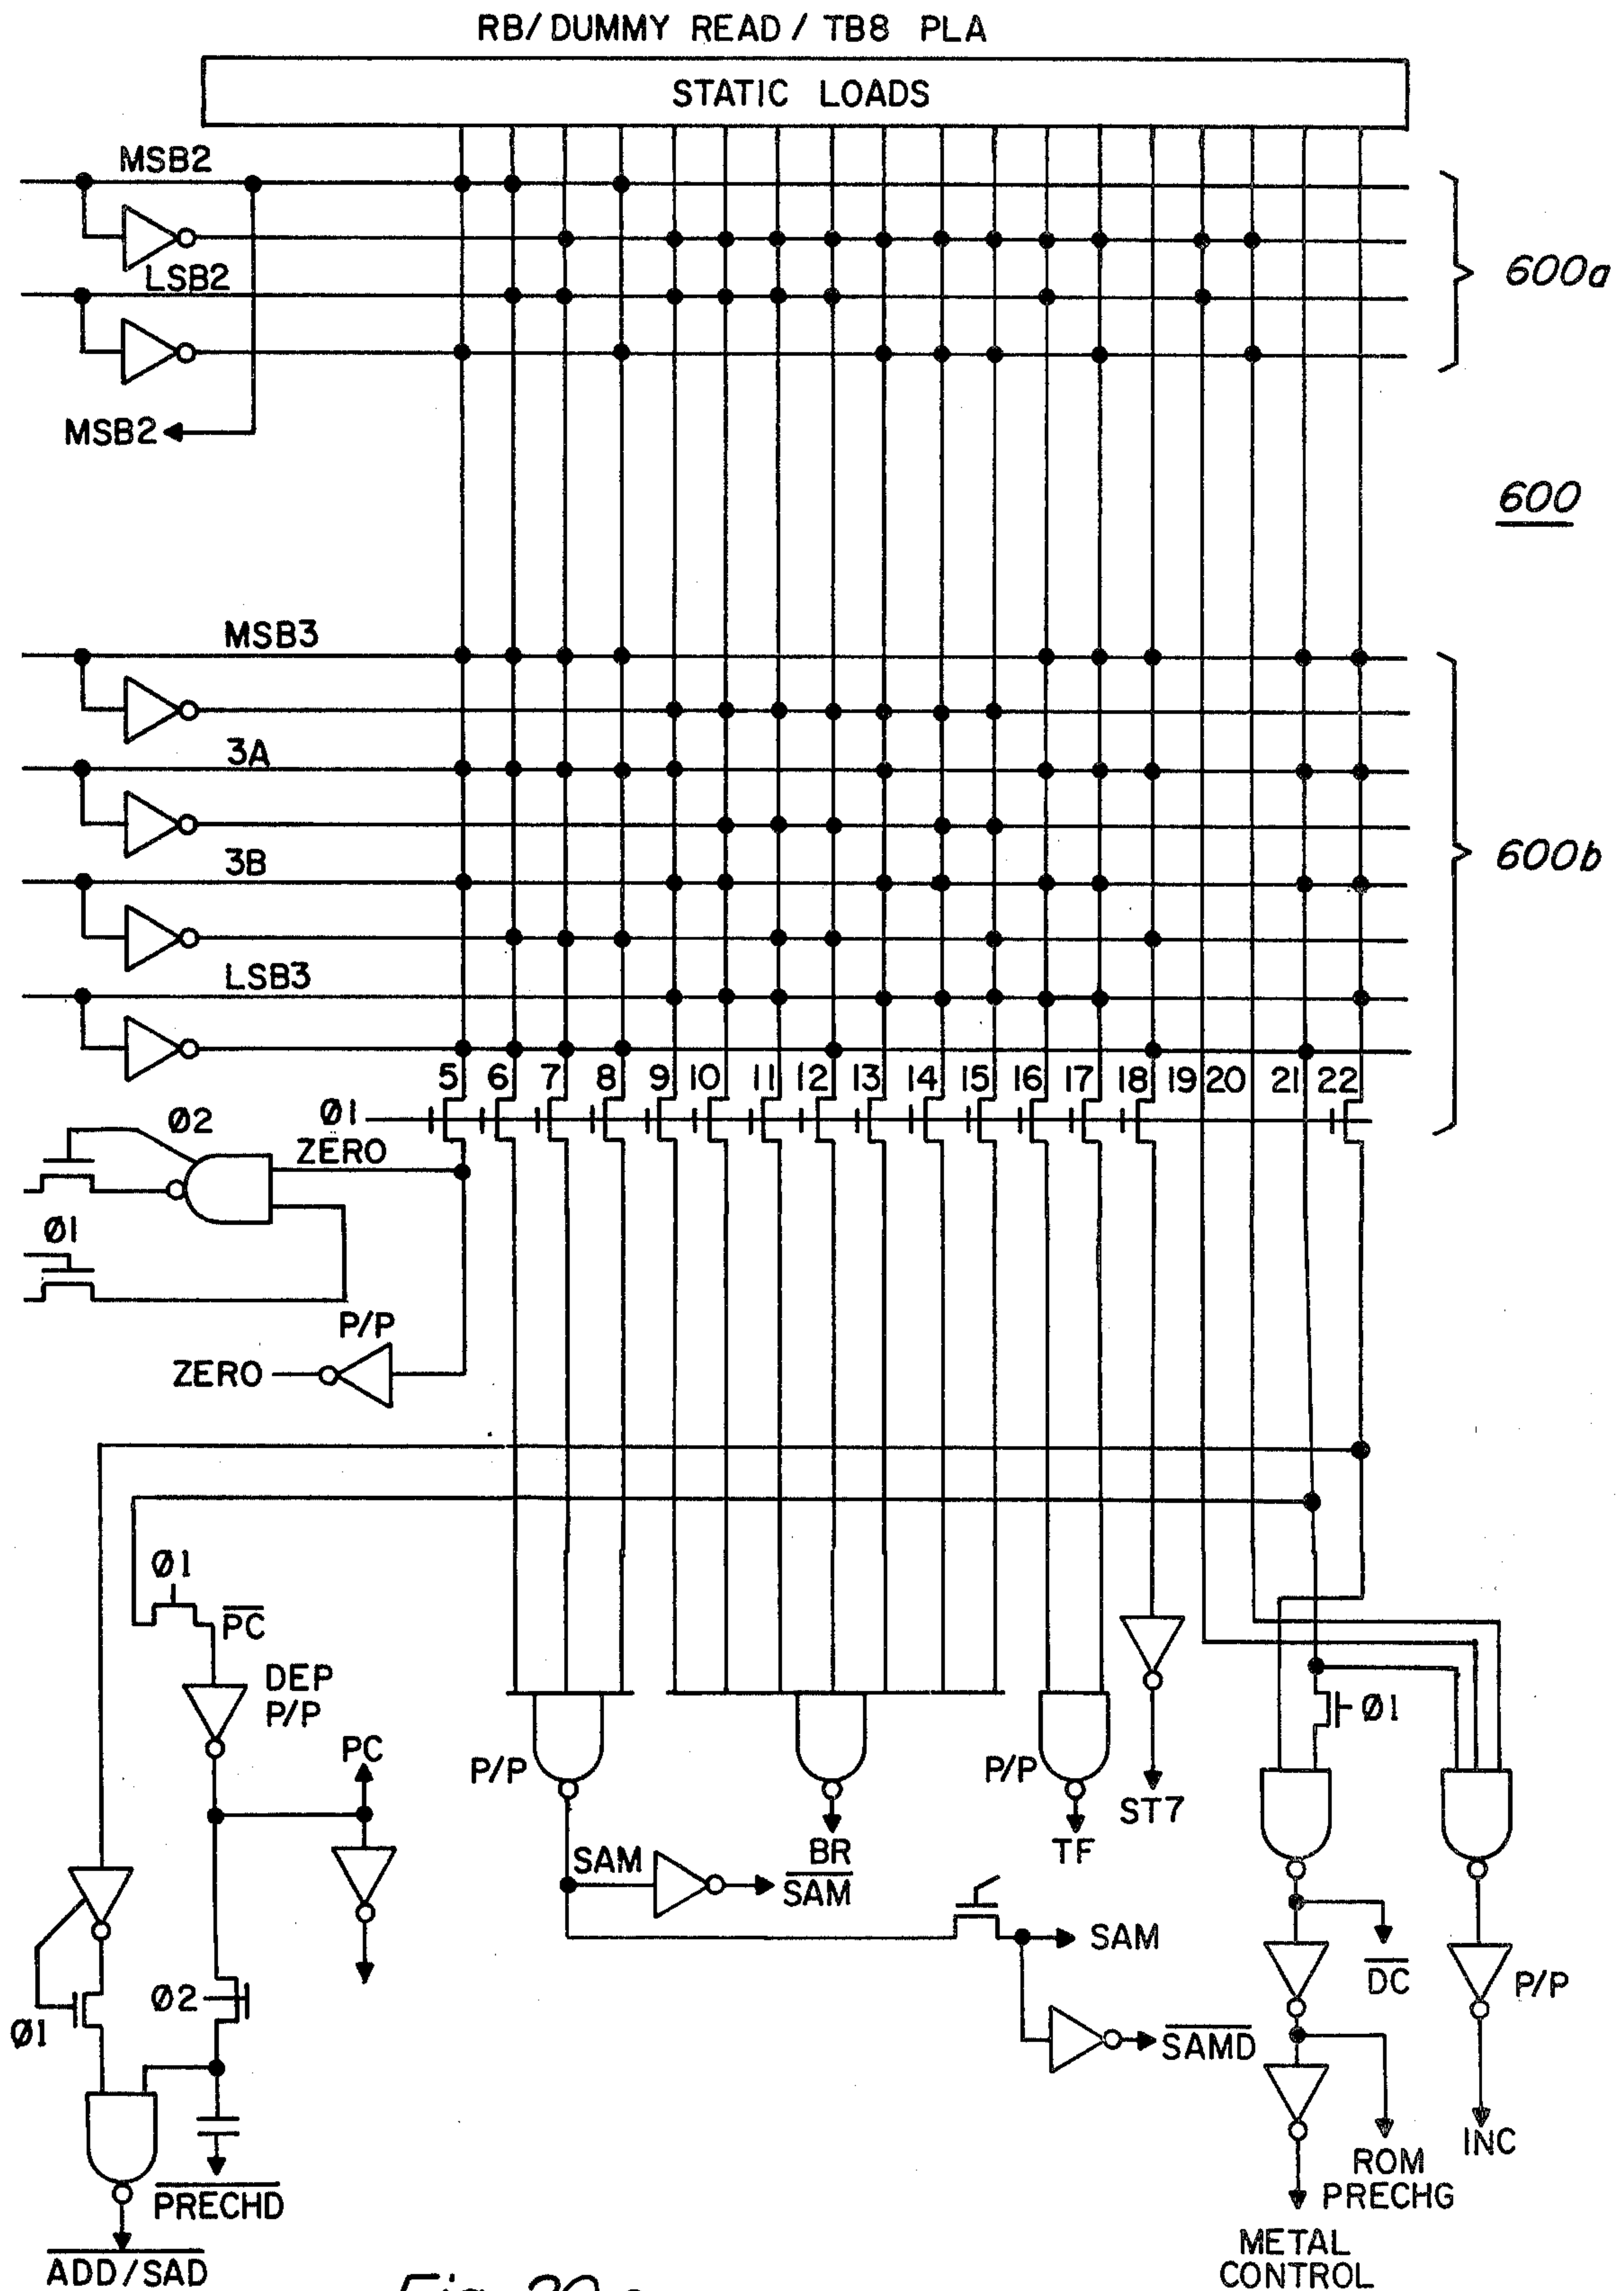 RB/DUMMY READ / TB8 PLA
STATIC LOADS
MSB2
LSB2
600a
MSB2
600
MSB3
3A
3B
600b
LSB3
5 6 7 8 9 10 11 12 13 14 15 16 17 18 19 20 21 22
Ø1
Ø2
ZERO
Ø1
P/P
ZERO
Ø1
PC
DEP
P/P
PC
P/P
P/P
Ø1
ST7
BR
TF
SAM
SAM
SAM
DC
P/P
Ø2
Ø1
SAMD
INC
ROM
PRECHG
PRECHD
METAL
CONTROL
ADD/SAD